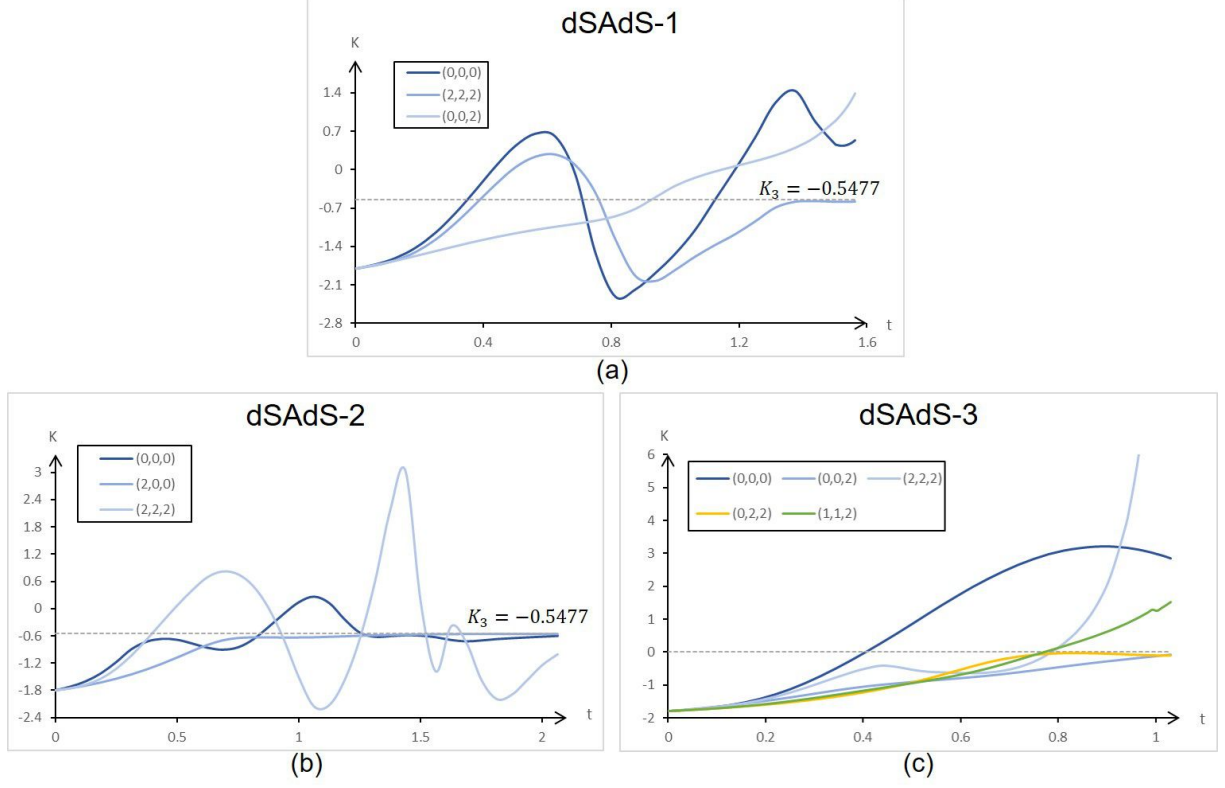 dSAdS-1
K
(0,0,0)
(2,2,2)
(0,0,2)
1.4
0.7
0
-0.7
-1.4
-2.1
-2.8
K₃ = −0.5477
0 0.4 0.8 1.2 1.6
t
(a)
dSAdS-2
K
(0,0,0)
(2,0,0)
(2,2,2)
3
2.4
1.8
1.2
0.6
0
-0.6
-1.2
-1.8
-2.4
K₃ = −0.5477
0 0.5 1 1.5 2
t
(b)
dSAdS-3
K
(0,0,0) (0,0,2) (2,2,2)
(0,2,2) (1,1,2)
6
5
4
3
2
1
0
-1
-2
0 0.2 0.4 0.6 0.8 1
t
(c)